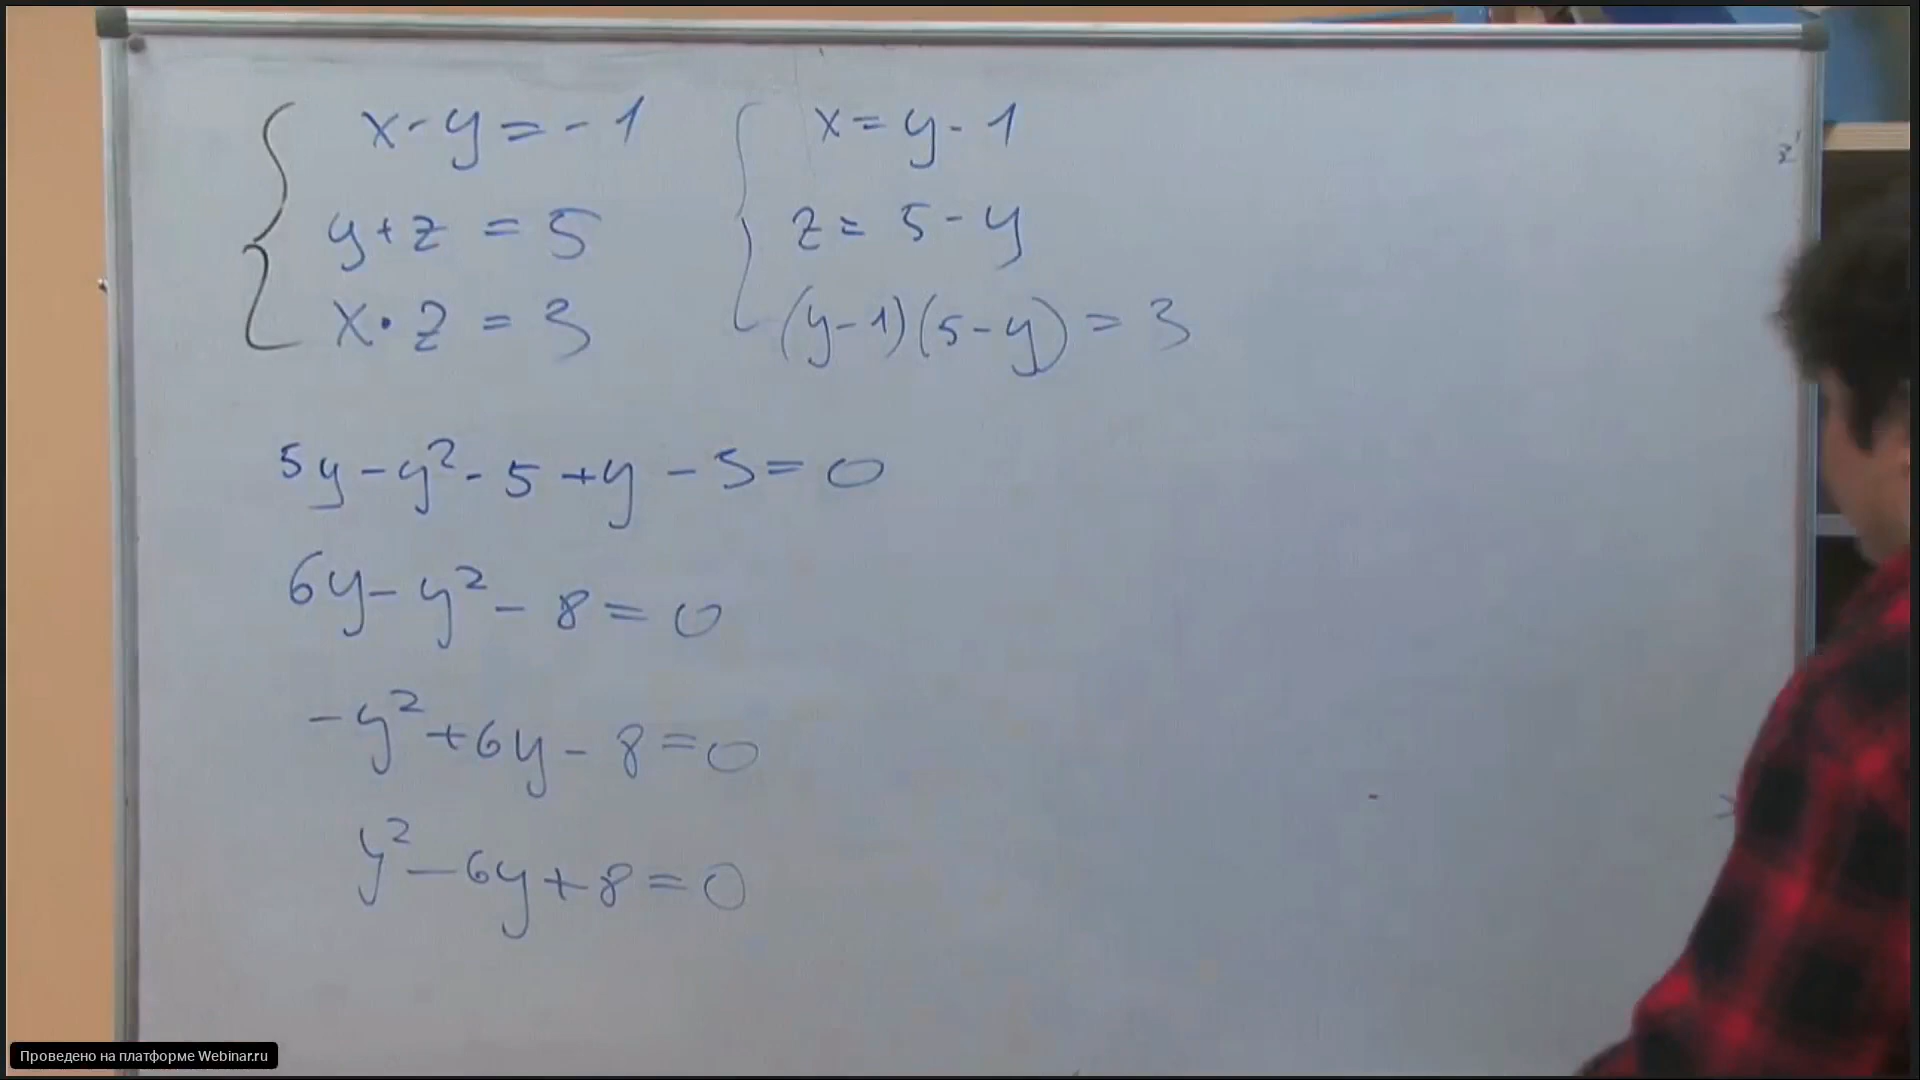 x - y = -1
y + z = 5
x · z = 3
x = y - 1
z = 5 - y
(y - 1)(5 - y) = 3
5y - y² - 5 + y - 3 = 0
6y - y² - 8 = 0
-y² + 6y - 8 = 0
y² - 6y + 8 = 0
Проведено на платформе Webinar.ru